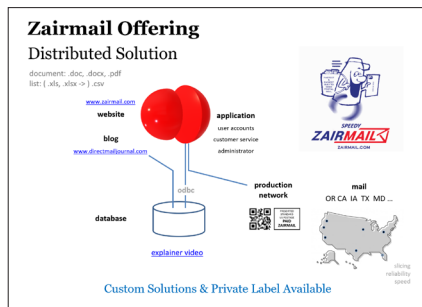 Zairmail Offering
Distributed Solution
document: .doc, .docx, .pdf
list: ( .xls, .xlsx -> ) .csv
www.zairmail.com
website
blog
www.directmailjournal.com
application
user accounts
customer service
administrator
SPEEDY
ZAIRMAIL
ZAIRMAIL.COM
odbc
database
explainer video
production
network
PAID
ZAIRMAIL
mail
OR CA IA TX MD ...
slicing
reliability
speed
Custom Solutions & Private Label Available